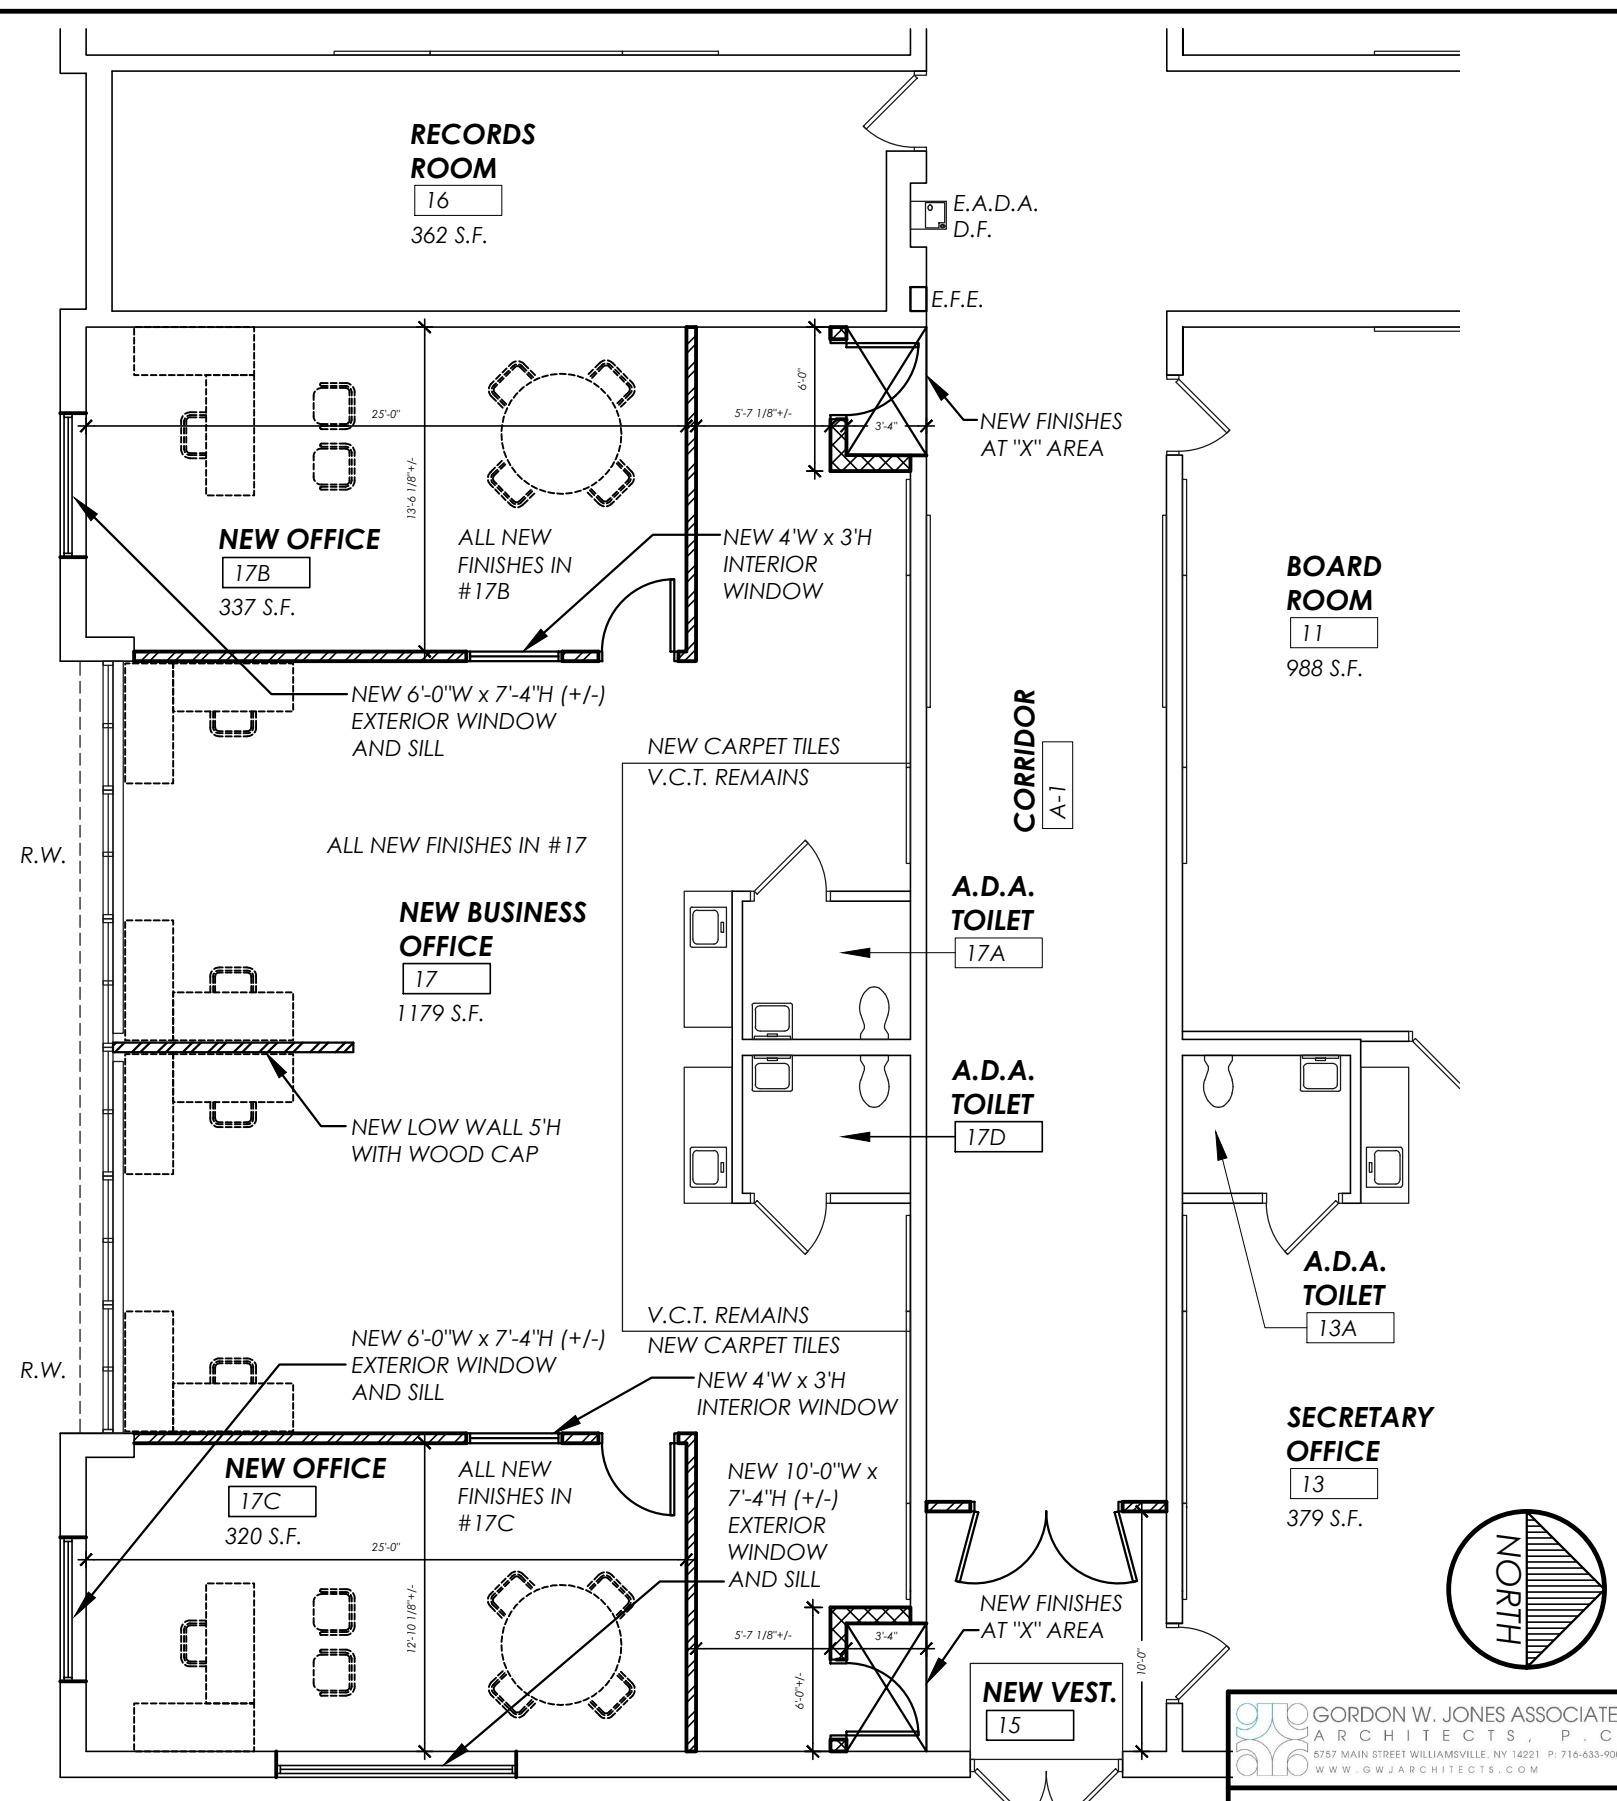 RECORDS
ROOM
16
362 S.F.
E.A.D.A.
D.F.
E.F.E.
6'-0"
25'-0"
5'-7 1/8"+/-
3'-4"
13'-6 1/8"+/-
NEW FINISHES
AT "X" AREA
NEW OFFICE
17B
337 S.F.
ALL NEW
FINISHES IN
#17B
NEW 4'W x 3'H
INTERIOR
WINDOW
BOARD
ROOM
11
988 S.F.
NEW 6'-0"W x 7'-4"H (+/-)
EXTERIOR WINDOW
AND SILL
NEW CARPET TILES
V.C.T. REMAINS
CORRIDOR
A-1
R.W.
ALL NEW FINISHES IN #17
NEW BUSINESS
OFFICE
17
1179 S.F.
A.D.A.
TOILET
17A
A.D.A.
TOILET
17D
NEW LOW WALL 5'H
WITH WOOD CAP
A.D.A.
TOILET
13A
V.C.T. REMAINS
NEW CARPET TILES
R.W.
NEW 6'-0"W x 7'-4"H (+/-)
EXTERIOR WINDOW
AND SILL
NEW 4'W x 3'H
INTERIOR WINDOW
SECRETARY
OFFICE
13
379 S.F.
NEW OFFICE
17C
320 S.F.
ALL NEW
FINISHES IN
#17C
NEW 10'-0"W x
7'-4"H (+/-)
EXTERIOR
WINDOW
AND SILL
25'-0"
12'-10 1/8"+/-
5'-7 1/8"+/-
3'-4"
6'-0"+/-
NEW FINISHES
AT "X" AREA
10'-0"
NEW VEST.
15
NORTH
GORDON W. JONES ASSOCIATE
ARCHITECTS, P.C
5757 MAIN STREET WILLIAMSVILLE, NY 14221 P: 716-633-90
WWW.GWJARCHITECTS.COM